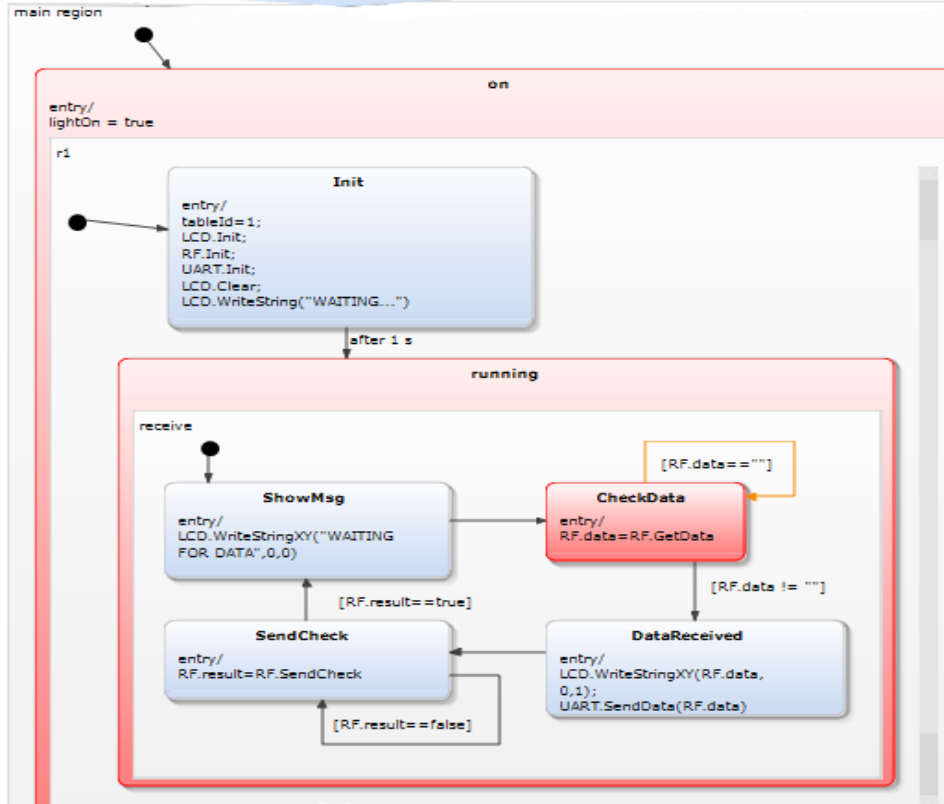 main region
on
entry/
lightOn = true
r1
Init
entry/
tableId=1;
LCD.Init;
RF.Init;
UART.Init;
LCD.Clear;
LCD.WriteString("WAITING...")
after 1 s
running
receive
[RF.data==""]
ShowMsg
entry/
LCD.WriteStringXY("WAITING
FOR DATA",0,0)
CheckData
entry/
RF.data=RF.GetData
[RF.data != ""]
[RF.result==true]
SendCheck
entry/
RF.result=RF.SendCheck
DataReceived
entry/
LCD.WriteStringXY(RF.data,
0,1);
UART.SendData(RF.data)
[RF.result==false]